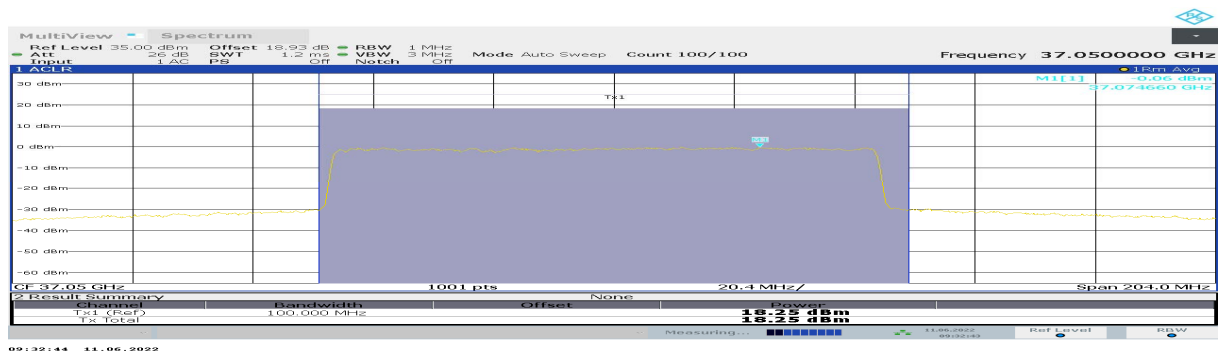 MultiView Spectrum
Ref Level 35.00 dBm Offset 18.93 dB RBW 1 MHz
Att 26 dB SWT 1.2 ms VBW 3 MHz Mode Auto Sweep Count 100/100 Frequency 37.0500000 GHz
Input 1 AC PS Off Notch Off
1 ACLR 1Rm Avg
M1[1] -0.06 dBm
37.074660 GHz
30 dBm
Tx1
20 dBm
10 dBm
M1
0 dBm
-10 dBm
-20 dBm
-30 dBm
-40 dBm
-50 dBm
-60 dBm
CF 37.05 GHz 1001 pts 20.4 MHz/ Span 204.0 MHz
2 Result Summary None
Channel Bandwidth Offset Power
Tx1 (Ref) 100.000 MHz 18.25 dBm
Tx Total 18.25 dBm
Measuring... 11.06.2022 Ref Level RBW
09:32:43
09:32:44 11.06.2022